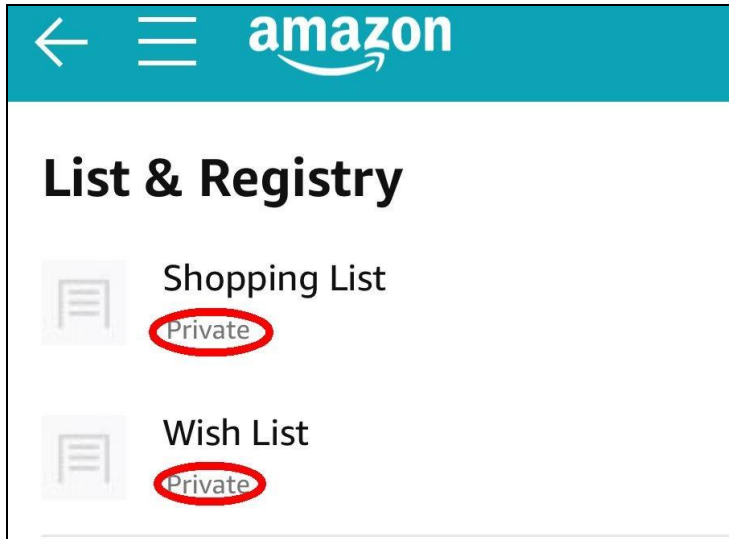 amazon
List & Registry
Shopping List
Private
Wish List
Private